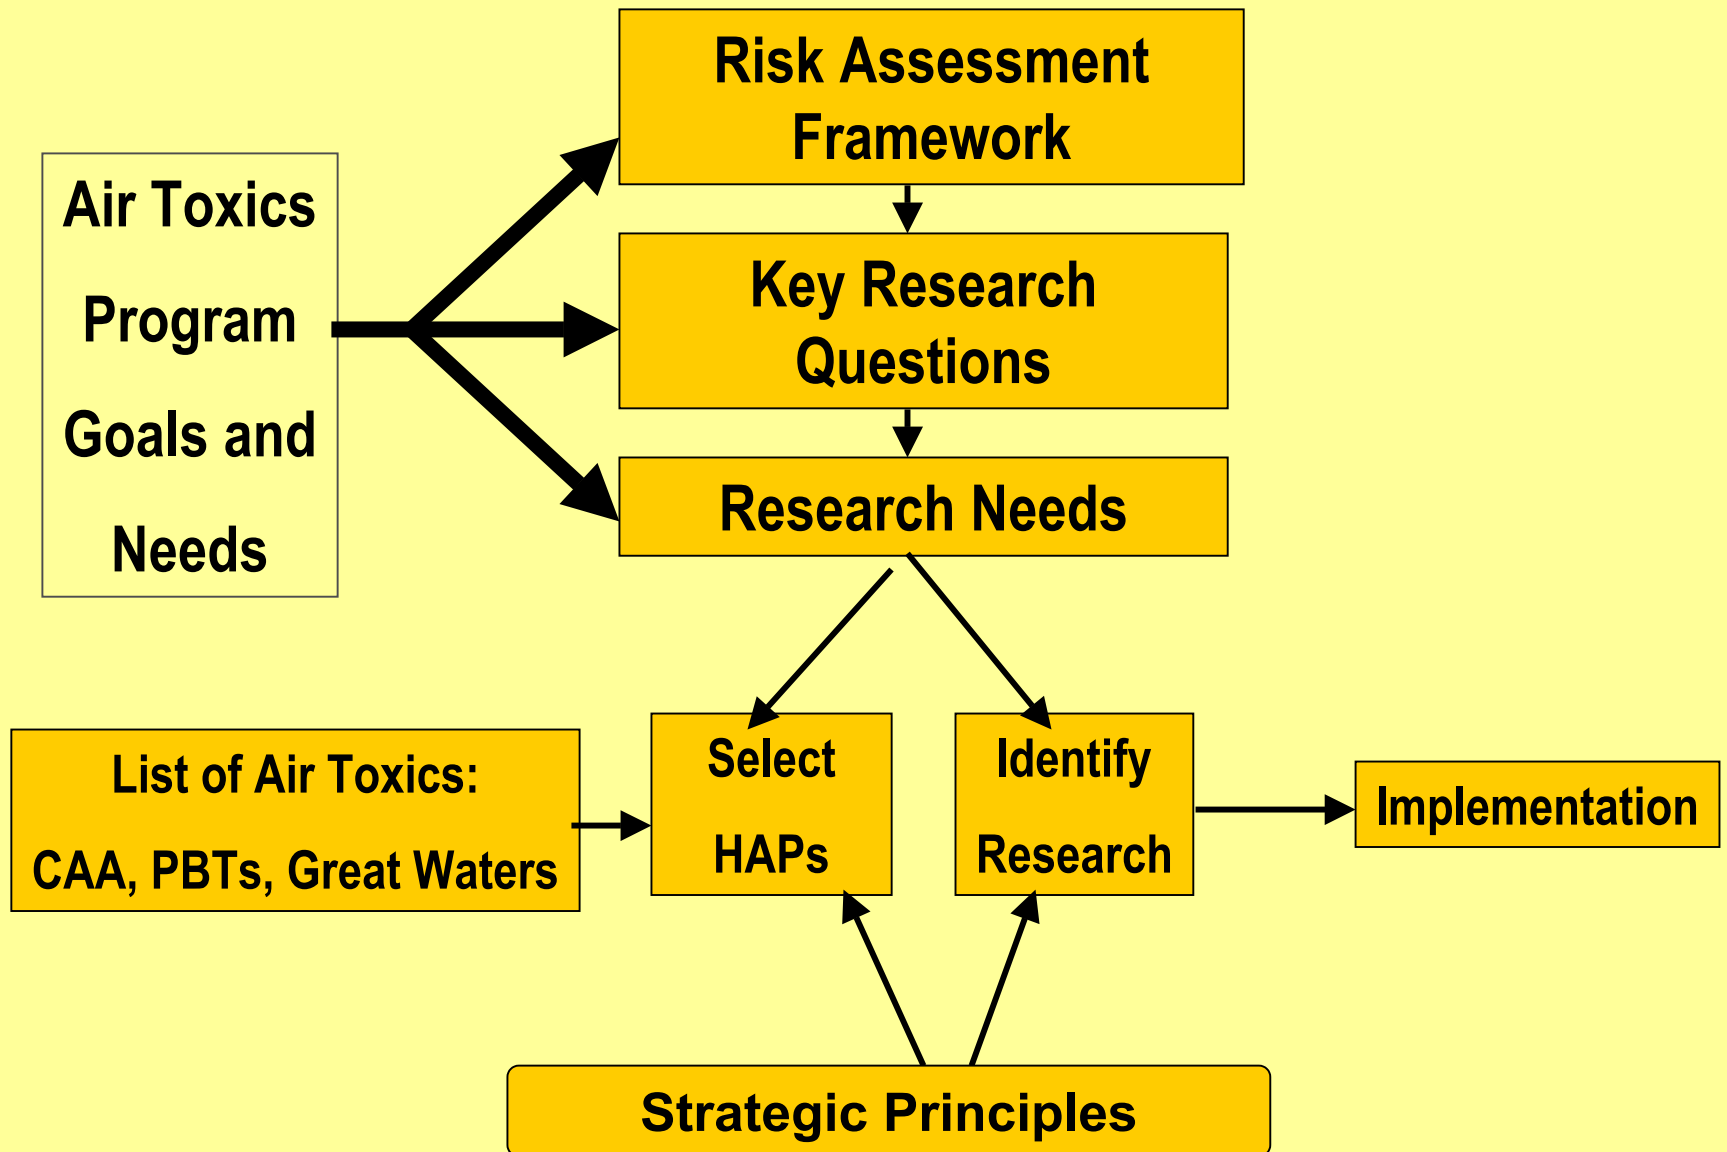 Risk Assessment
Framework
Air Toxics
Program
Goals and
Needs
Key Research
Questions
Research Needs
List of Air Toxics:
CAA, PBTs, Great Waters
Select
HAPs
Identify
Research
Implementation
Strategic Principles